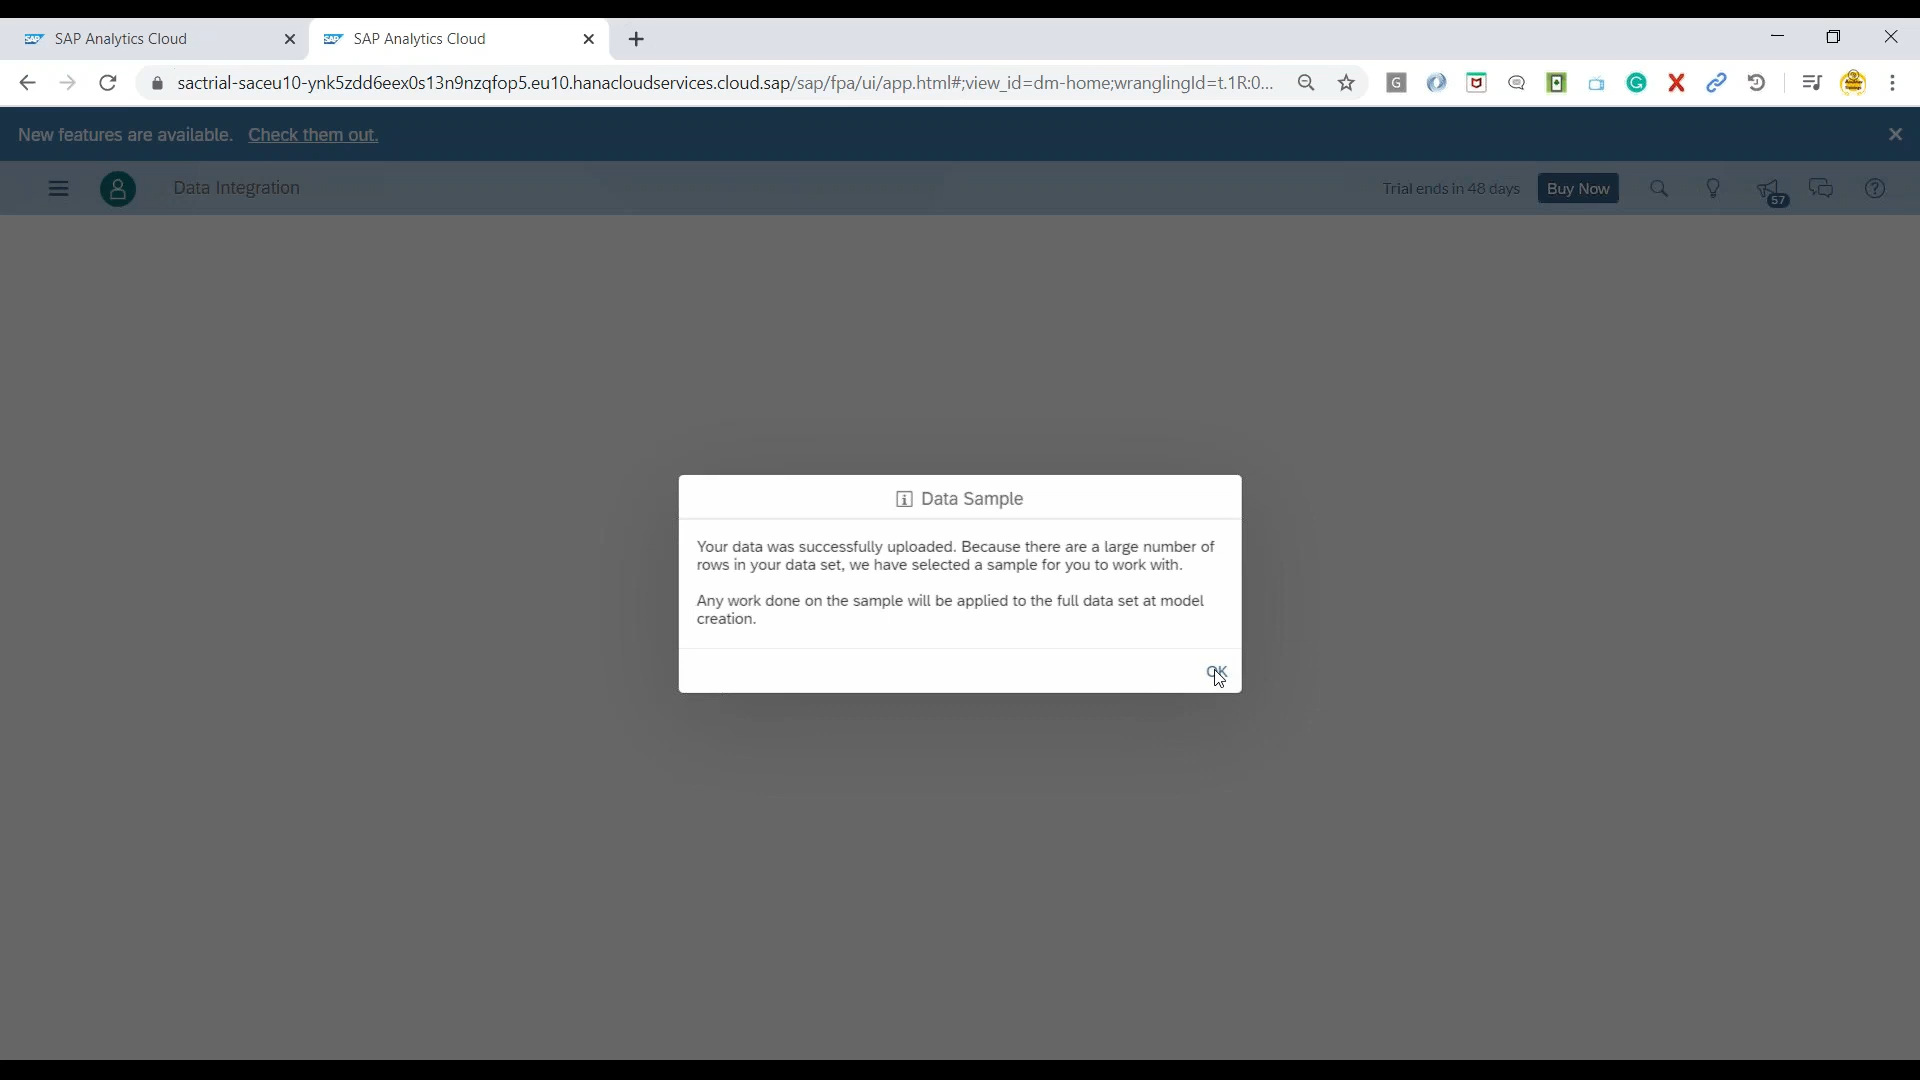 SAP SAP Analytics Cloud
SAP SAP Analytics Cloud
sactrial-saceu10-ynk5zdd6eex0s13n9nzqfop5.eu10.hanacloudservices.cloud.sap/sap/fpa/ui/app.html#;view_id=dm-home;wranglingId=t.1R:0...
New features are available. Check them out.
Data Integration
Trial ends in 48 days
Buy Now
57
Data Sample
Your data was successfully uploaded. Because there are a large number of
rows in your data set, we have selected a sample for you to work with.
Any work done on the sample will be applied to the full data set at model
creation.
OK